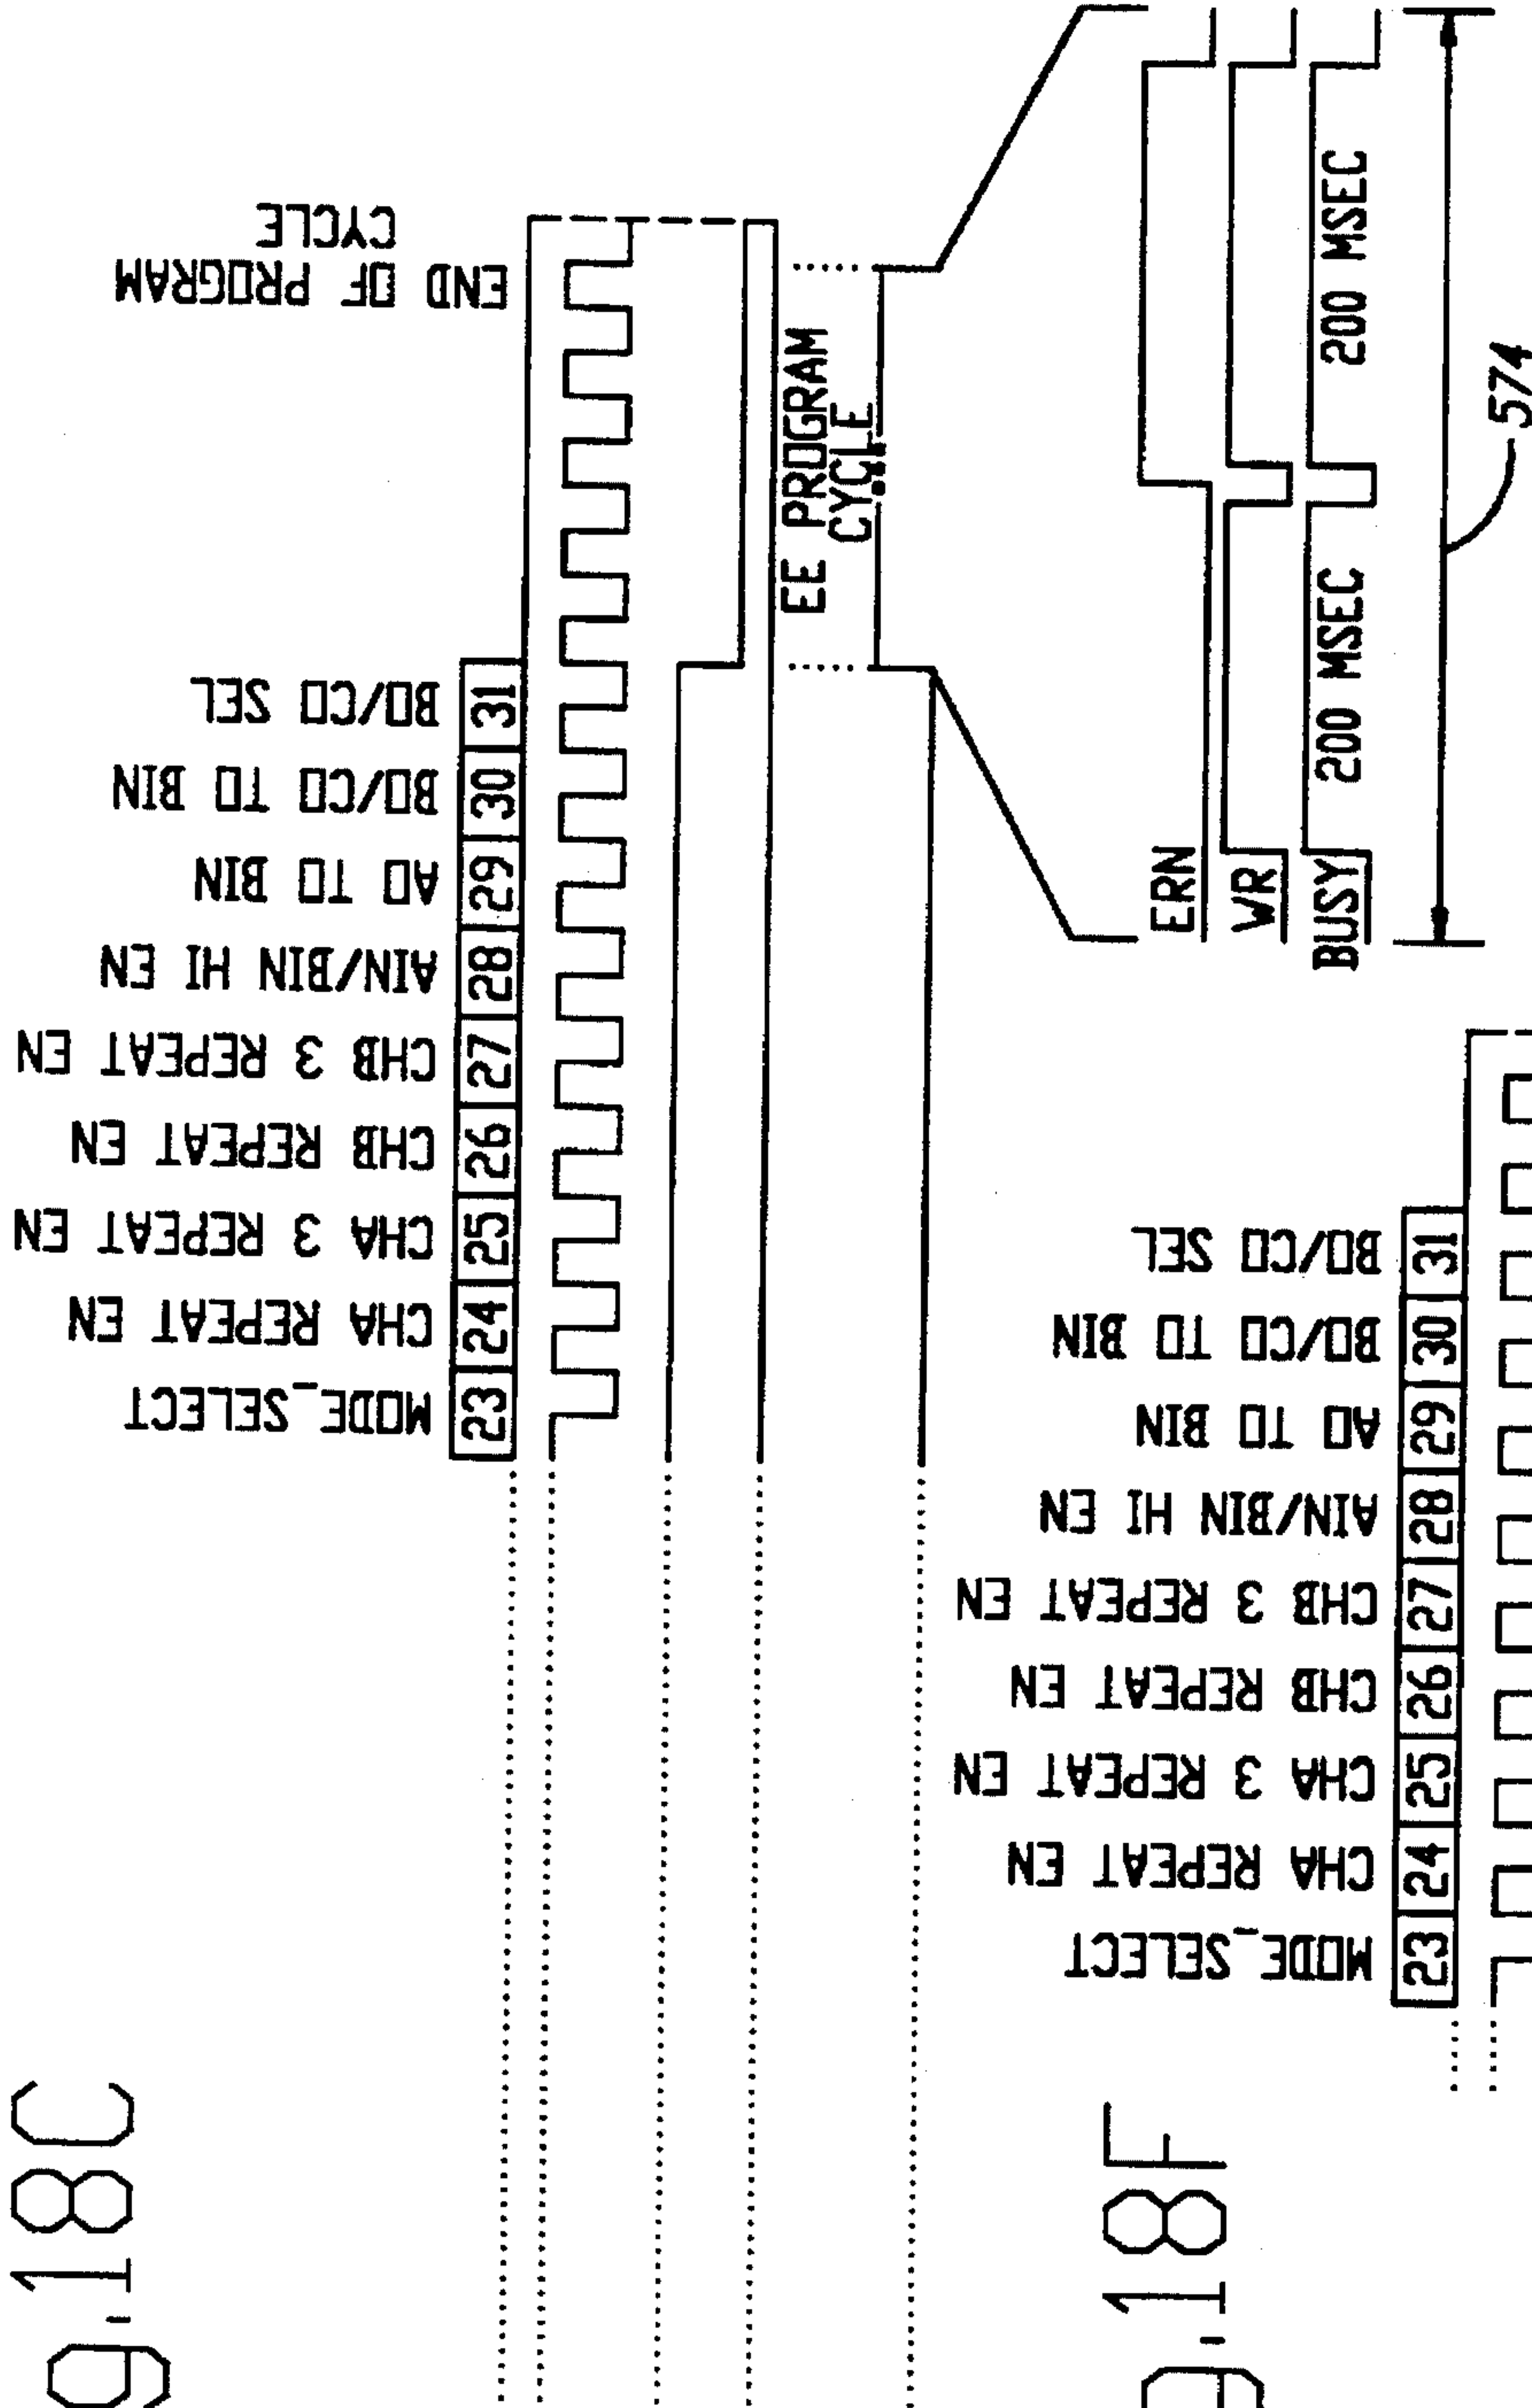 g.18C
END OF PROGRAM
CYCLE
MODE_SELECT
CHA REPEAT EN
CHA 3 REPEAT EN
CHB REPEAT EN
CHB 3 REPEAT EN
AIN/BIN HI EN
AO TO BIN
BO/CO TO BIN
BO/CO SEL
23 24 25 26 27 28 29 30 31
EE PROGRAM
CYCLE
ERN
WR
BUSY 200 MSEC 200 MSEC
574
g.18F
MODE_SELECT
CHA REPEAT EN
CHA 3 REPEAT EN
CHB REPEAT EN
CHB 3 REPEAT EN
AIN/BIN HI EN
AO TO BIN
BO/CO TO BIN
BO/CO SEL
23 24 25 26 27 28 29 30 31